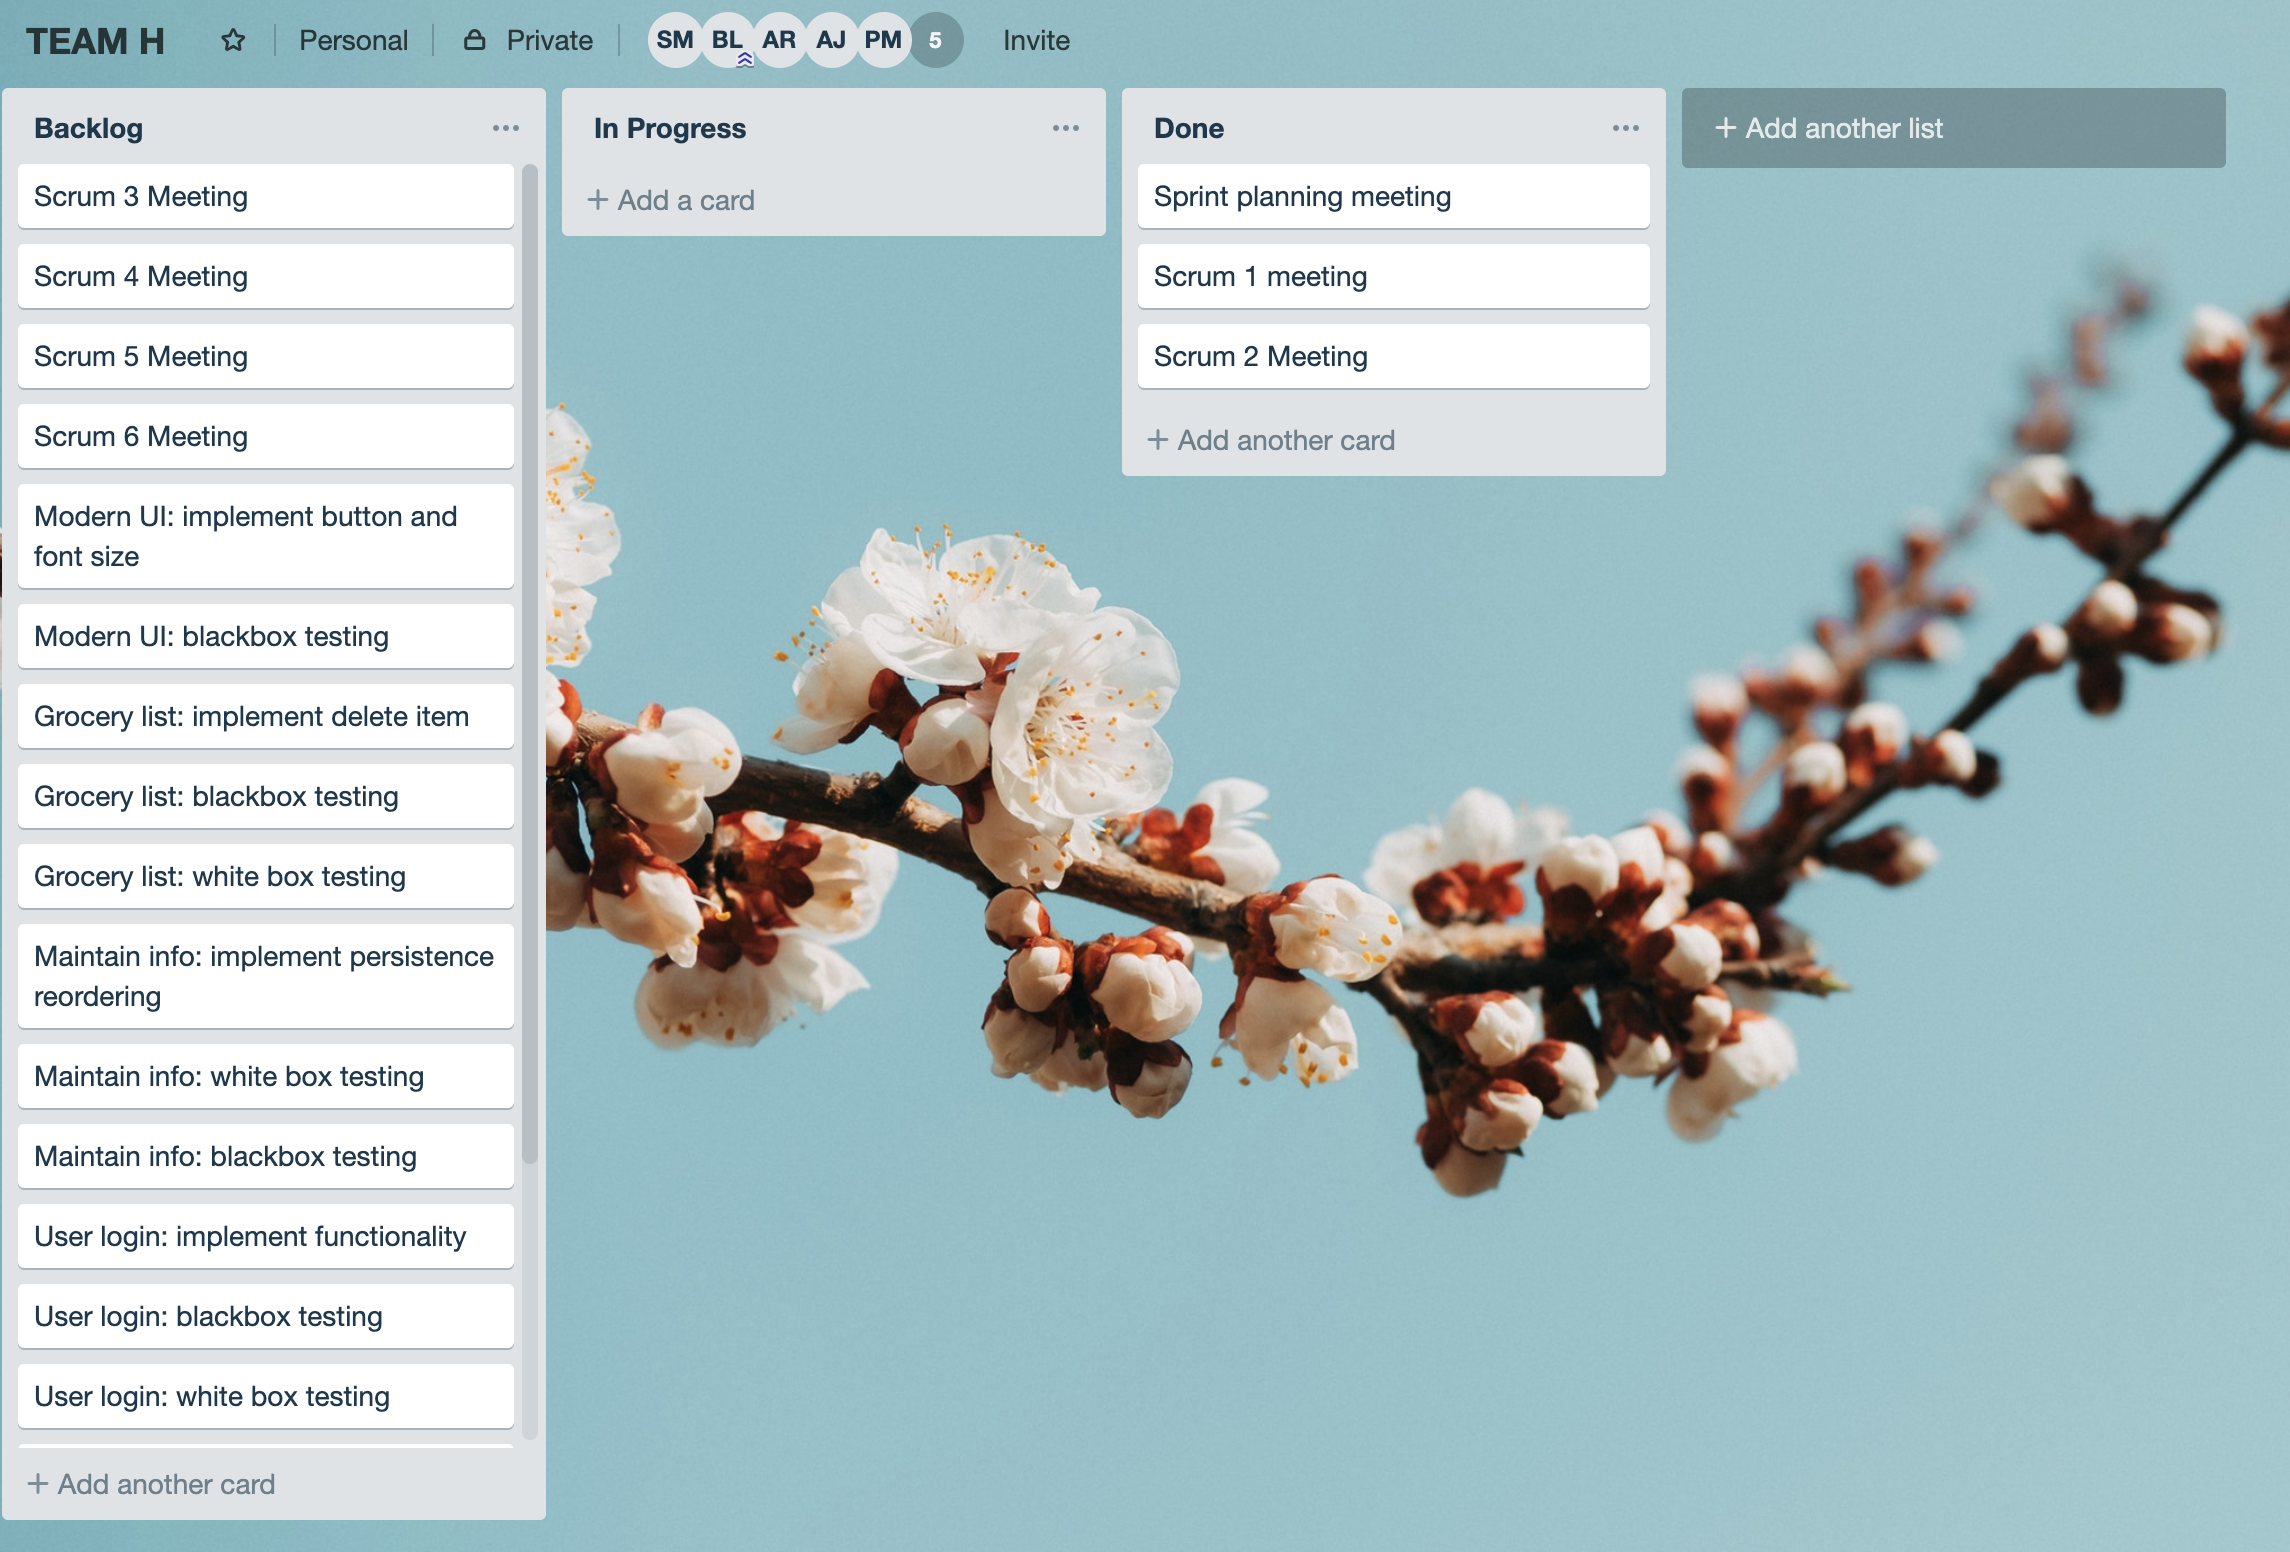 TEAM H
Personal
Private
SM BL AR AJ PM 5
Invite
Backlog
Scrum 3 Meeting
Scrum 4 Meeting
Scrum 5 Meeting
Scrum 6 Meeting
Modern UI: implement button and
font size
Modern UI: blackbox testing
Grocery list: implement delete item
Grocery list: blackbox testing
Grocery list: white box testing
Maintain info: implement persistence
reordering
Maintain info: white box testing
Maintain info: blackbox testing
User login: implement functionality
User login: blackbox testing
User login: white box testing
+ Add another card
In Progress
+ Add a card
Done
Sprint planning meeting
Scrum 1 meeting
Scrum 2 Meeting
+ Add another card
+ Add another list